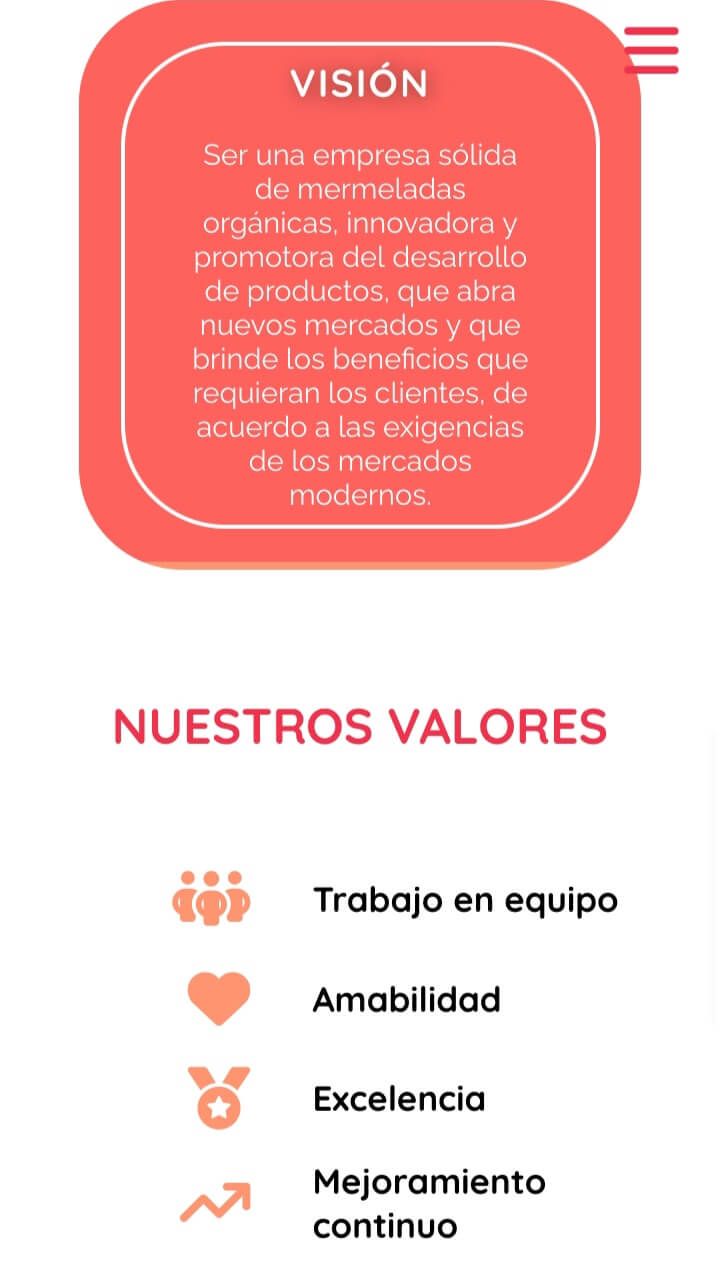 VISIÓN
Ser una empresa sólida
de mermeladas
orgánicas, innovadora y
promotora del desarrollo
de productos, que abra
nuevos mercados y que
brinde los beneficios que
requieran los clientes, de
acuerdo a las exigencias
de los mercados
modernos.
NUESTROS VALORES
Trabajo en equipo
Amabilidad
Excelencia
Mejoramiento
continuo